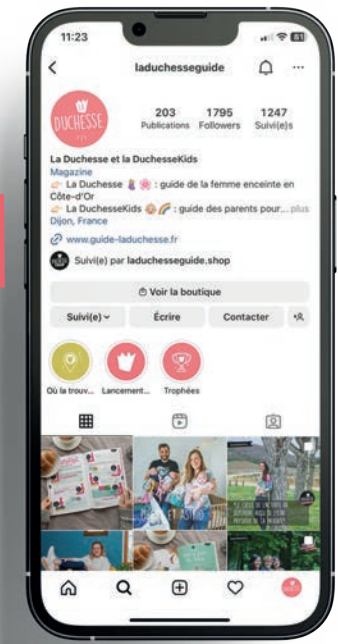 11:23
61
laduchesseguide
DUCHESSE
203 1795 1247
Publications Followers Suivi(e)s
La Duchesse et la DuchesseKids
Magazine
La Duchesse : guide de la femme enceinte en
Côte-d'Or
La DuchesseKids : guide des parents pour... plus
Dijon, France
www.guide-laduchesse.fr
Suivi(e) par laduchesseguide.shop
Voir la boutique
Suivi(e) Écrire Contacter
Où la trouv... Lancement... Trophées